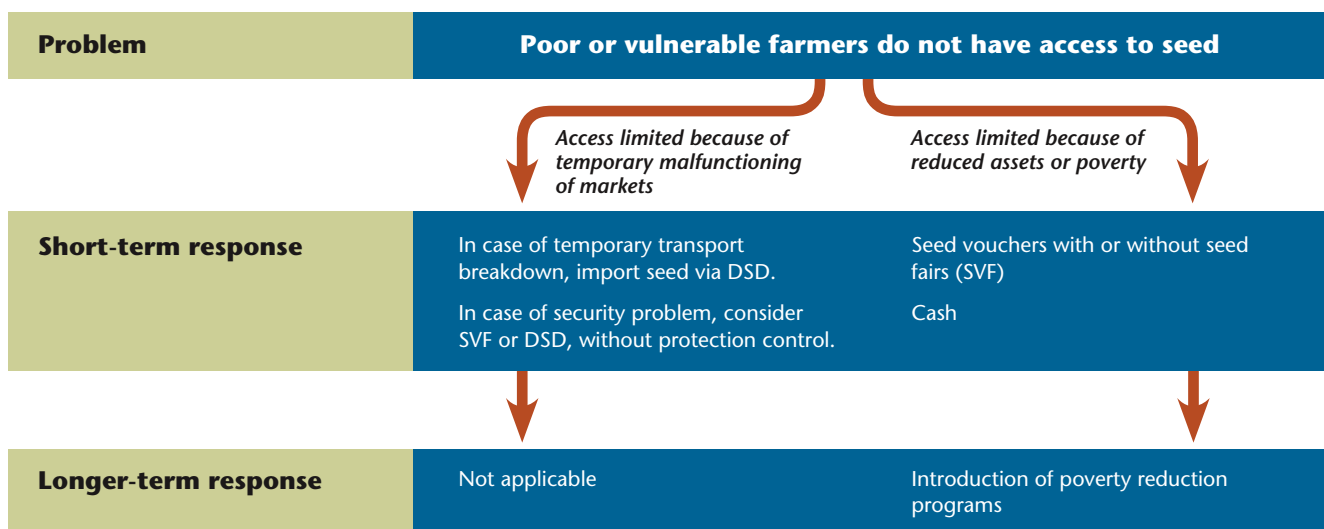 Problem
Poor or vulnerable farmers do not have access to seed
Access limited because of
temporary malfunctioning
of markets
Access limited because of
reduced assets or poverty
Short-term response
In case of temporary transport
breakdown, import seed via DSD.
In case of security problem, consider
SVF or DSD, without protection control.
Seed vouchers with or without seed
fairs (SVF)
Cash
Longer-term response
Not applicable
Introduction of poverty reduction
programs